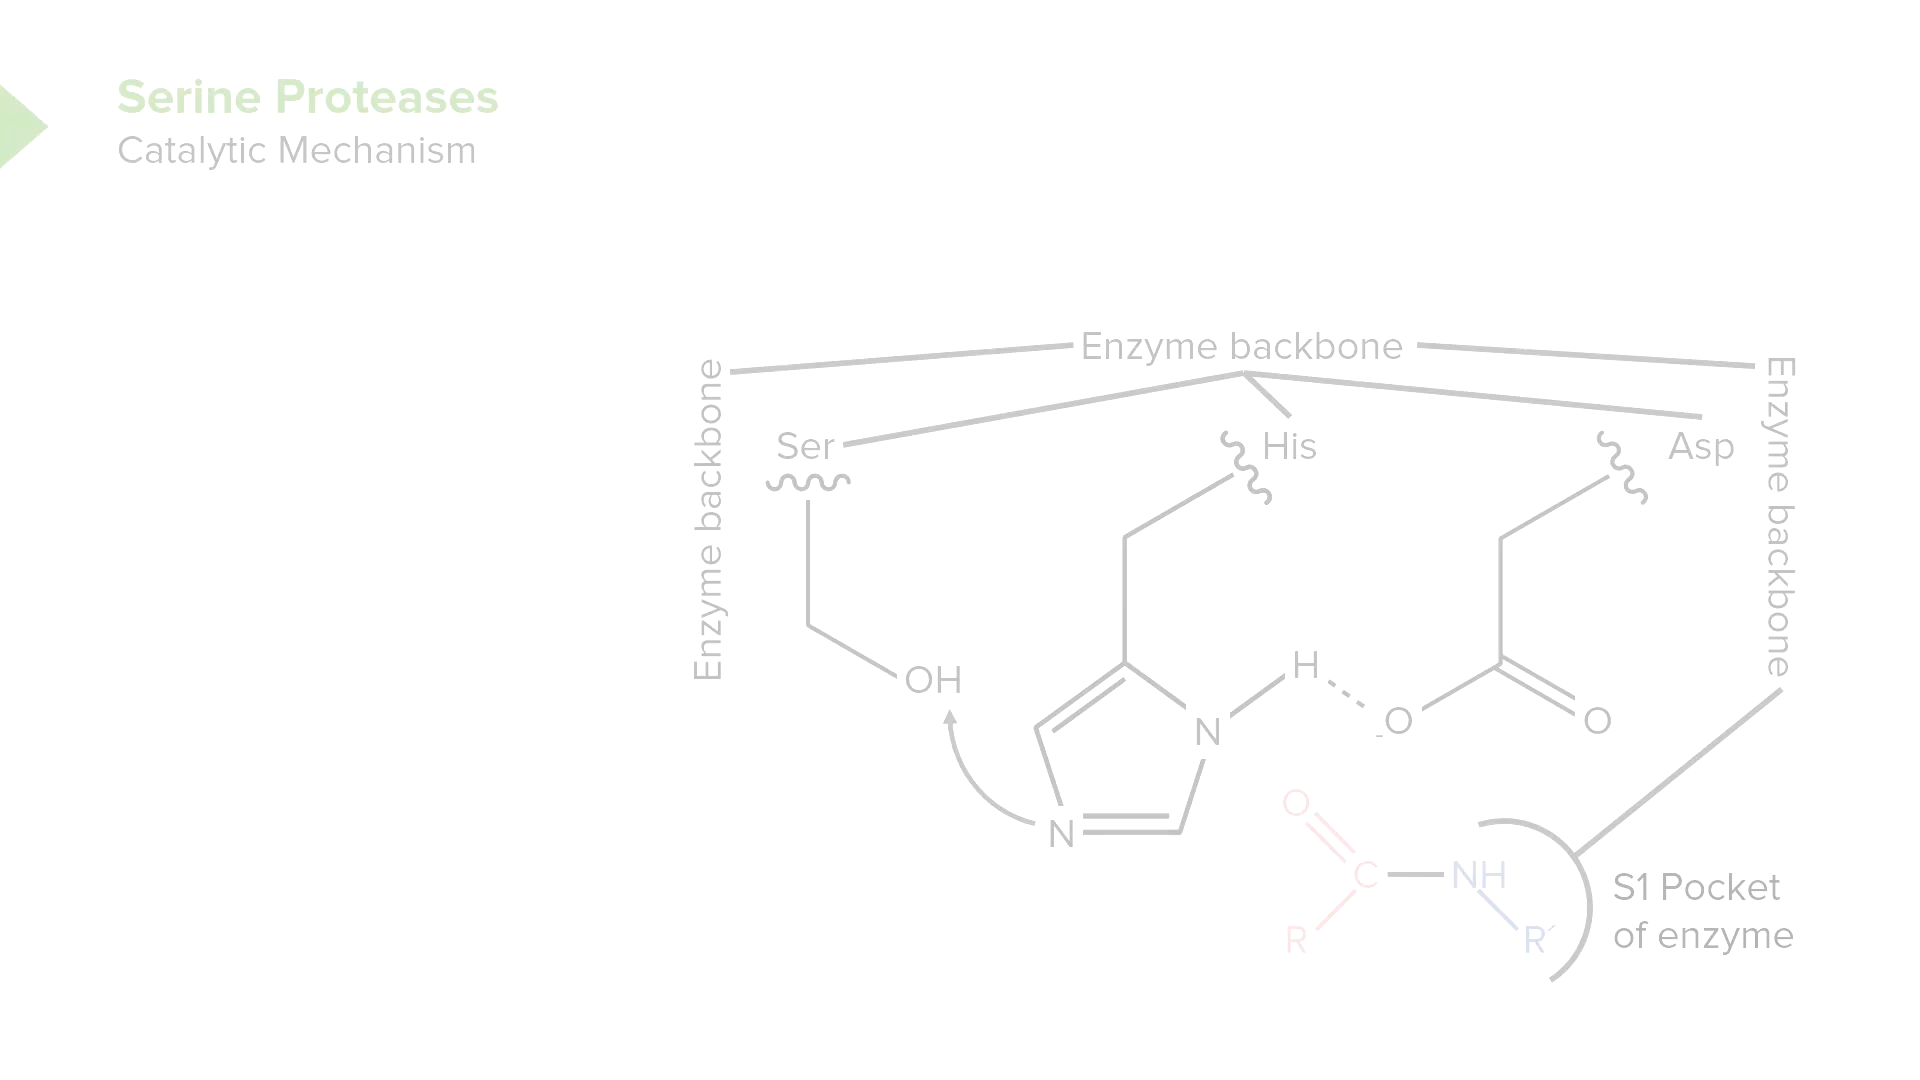 Serine Proteases
Catalytic Mechanism
Enzyme backbone
Enzyme backbone
Enzyme backbone
Ser
His
Asp
OH
H
N
-O
O
N
O
C
NH
R
R´
S1 Pocket
of enzyme